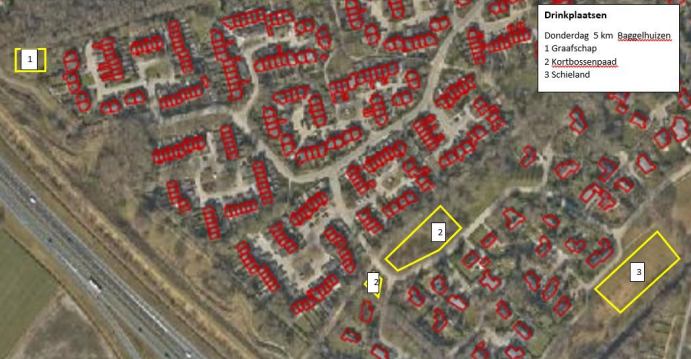 Drinkplaatsen
Donderdag 5 km Baggelhuizen
1 Graafschap
2 Kortbossenpaad
3 Schieland
1
2
2
3